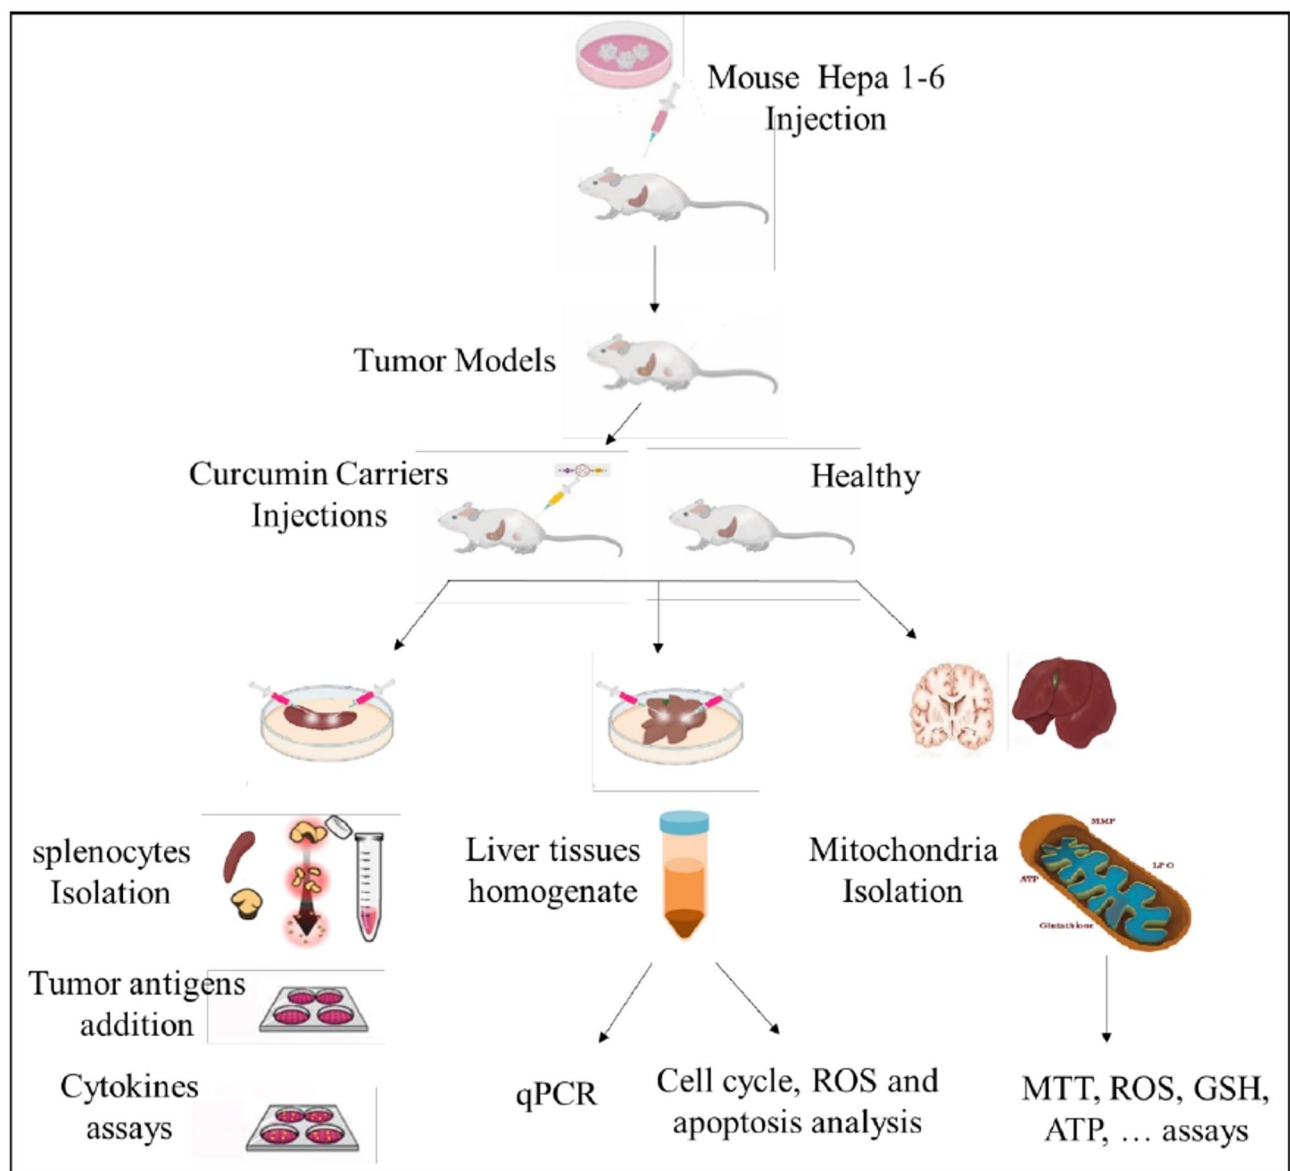 Mouse Hepa 1-6
Injection
Tumor Models
Curcumin Carriers
Injections
Healthy
splenocytes
Isolation
Liver tissues
homogenate
Mitochondria
Isolation
MMP
LPO
ATP
Glutathione
Tumor antigens
addition
Cytokines
assays
qPCR
Cell cycle, ROS and
apoptosis analysis
MTT, ROS, GSH,
ATP, … assays